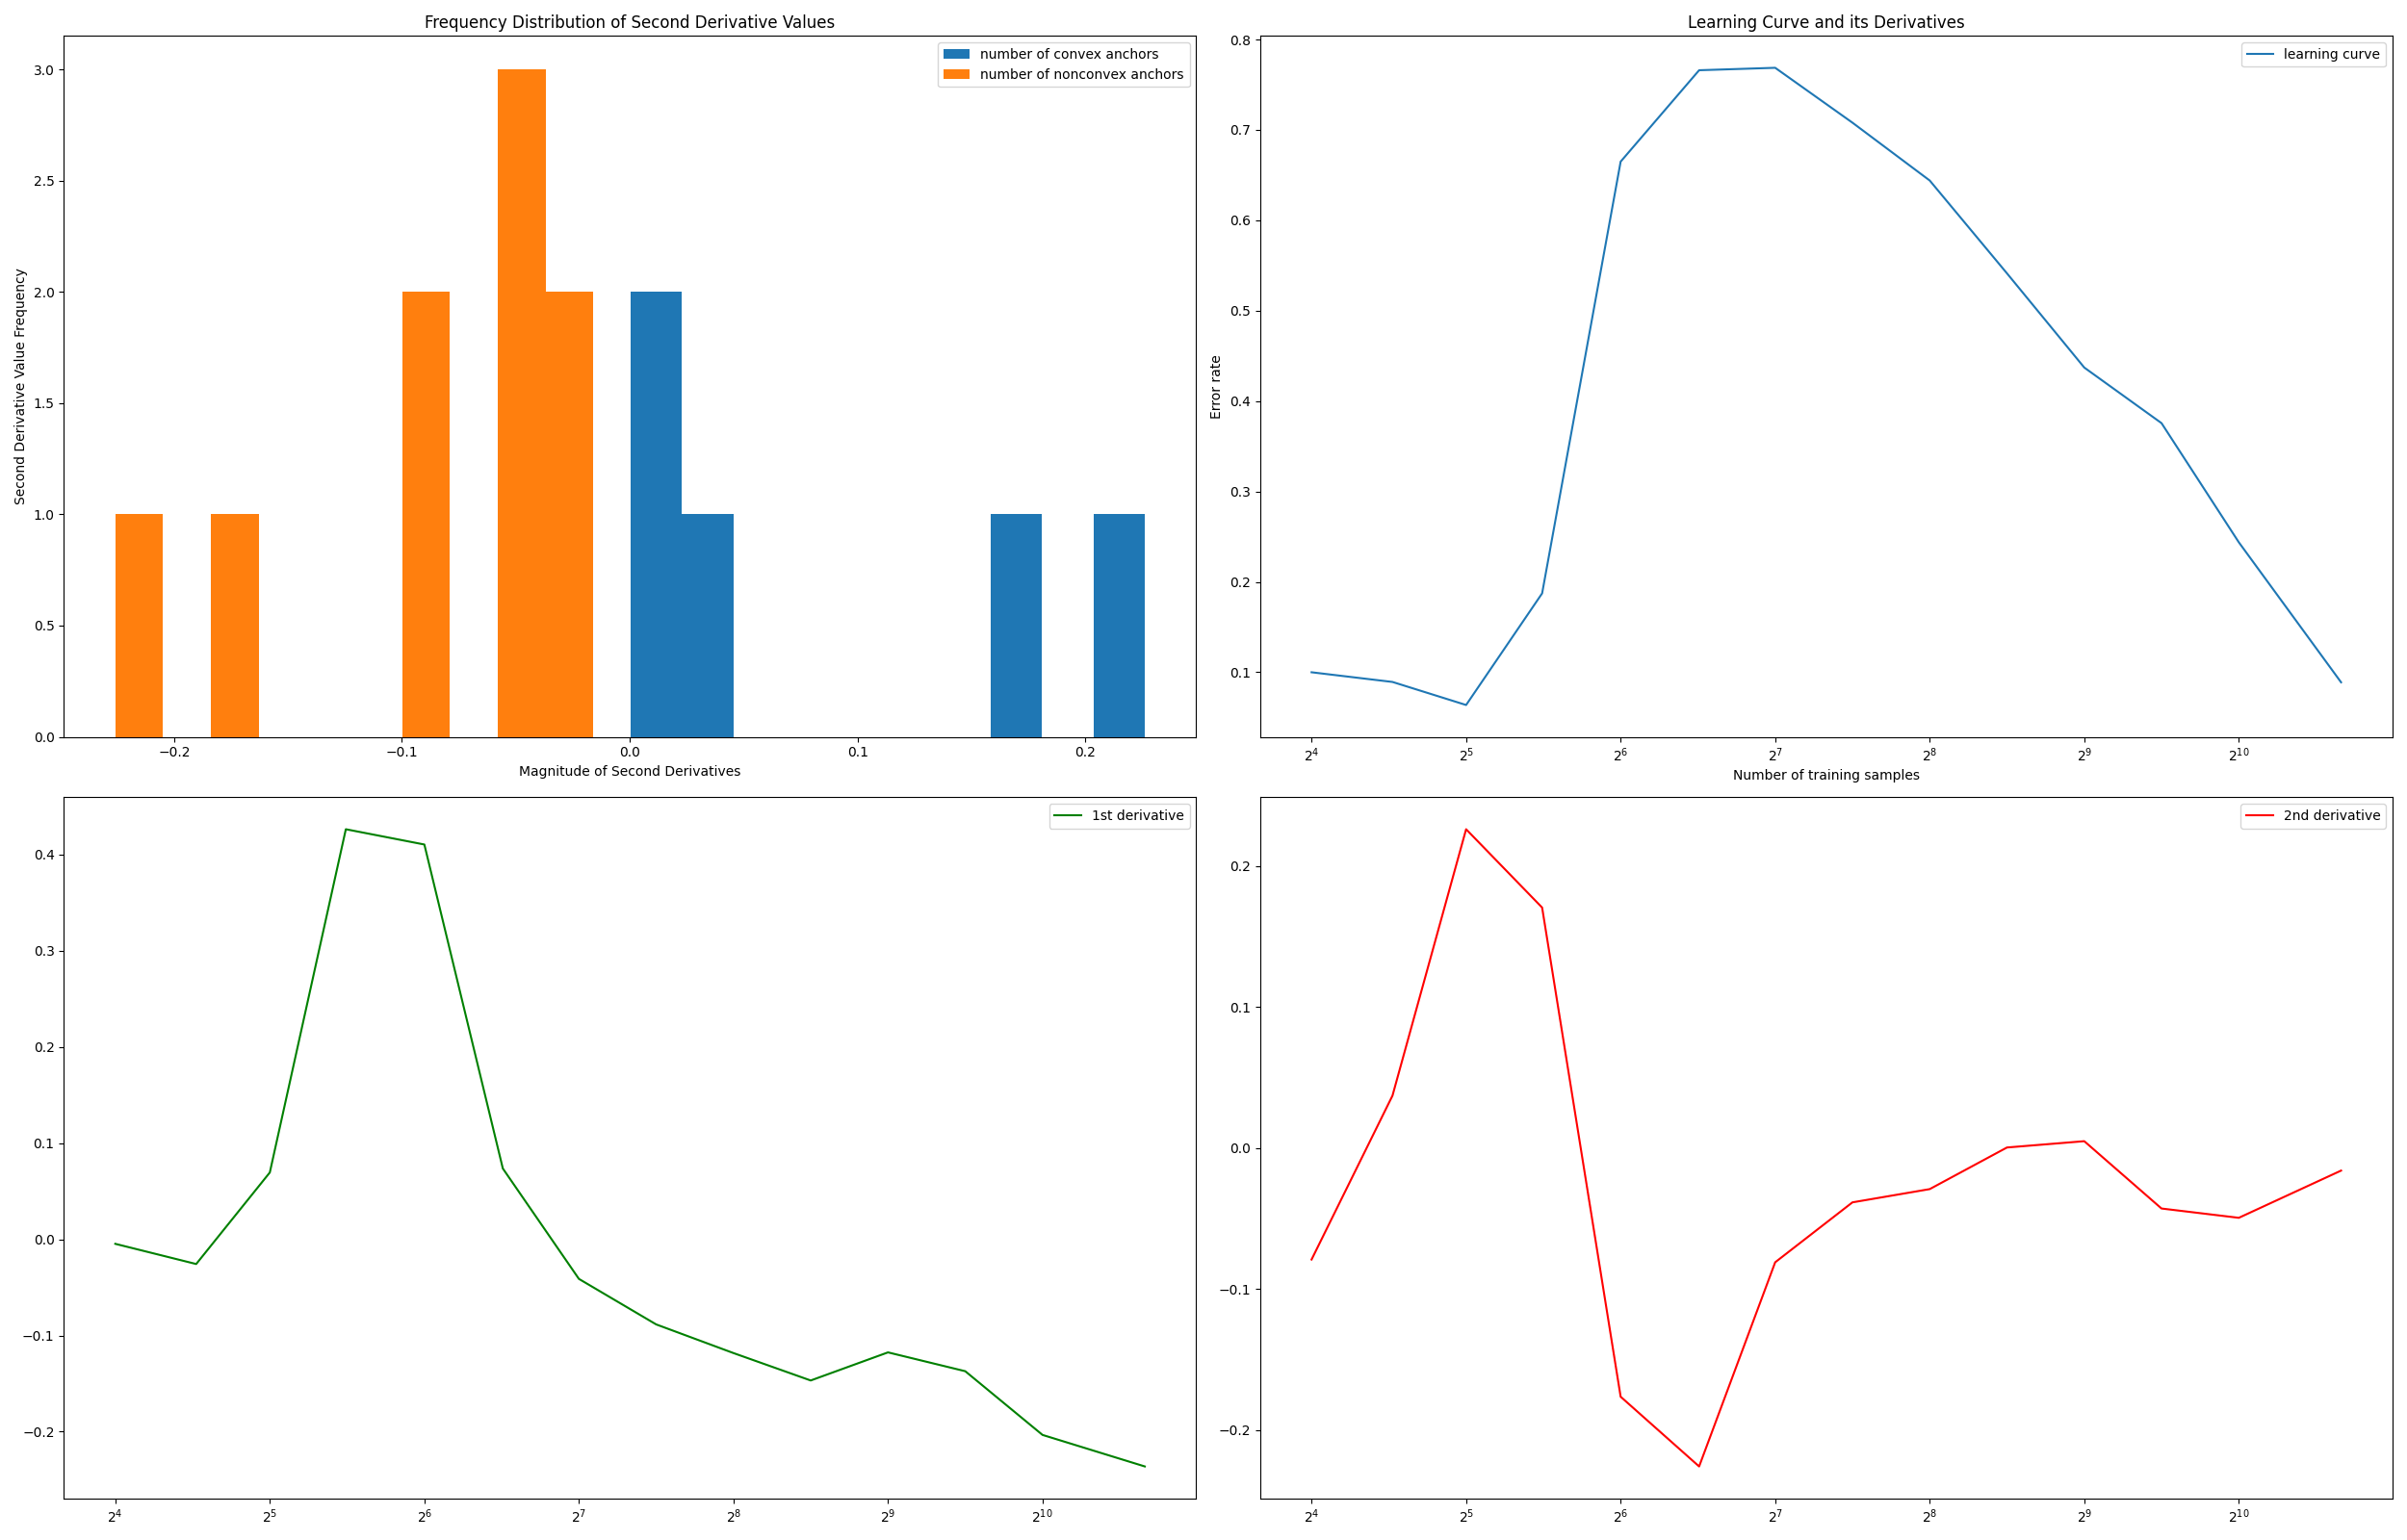 Frequency Distribution of Second Derivative Values
number of convex anchors
number of nonconvex anchors
Second Derivative Value Frequency
3.0
2.5
2.0
1.5
1.0
0.5
0.0
−0.2 −0.1 0.0 0.1 0.2
Magnitude of Second Derivatives
Learning Curve and its Derivatives
learning curve
Error rate
0.8
0.7
0.6
0.5
0.4
0.3
0.2
0.1
2⁴ 2⁵ 2⁶ 2⁷ 2⁸ 2⁹ 2¹⁰
Number of training samples
1st derivative
0.4
0.3
0.2
0.1
0.0
−0.1
−0.2
2⁴ 2⁵ 2⁶ 2⁷ 2⁸ 2⁹ 2¹⁰
2nd derivative
0.2
0.1
0.0
−0.1
−0.2
2⁴ 2⁵ 2⁶ 2⁷ 2⁸ 2⁹ 2¹⁰